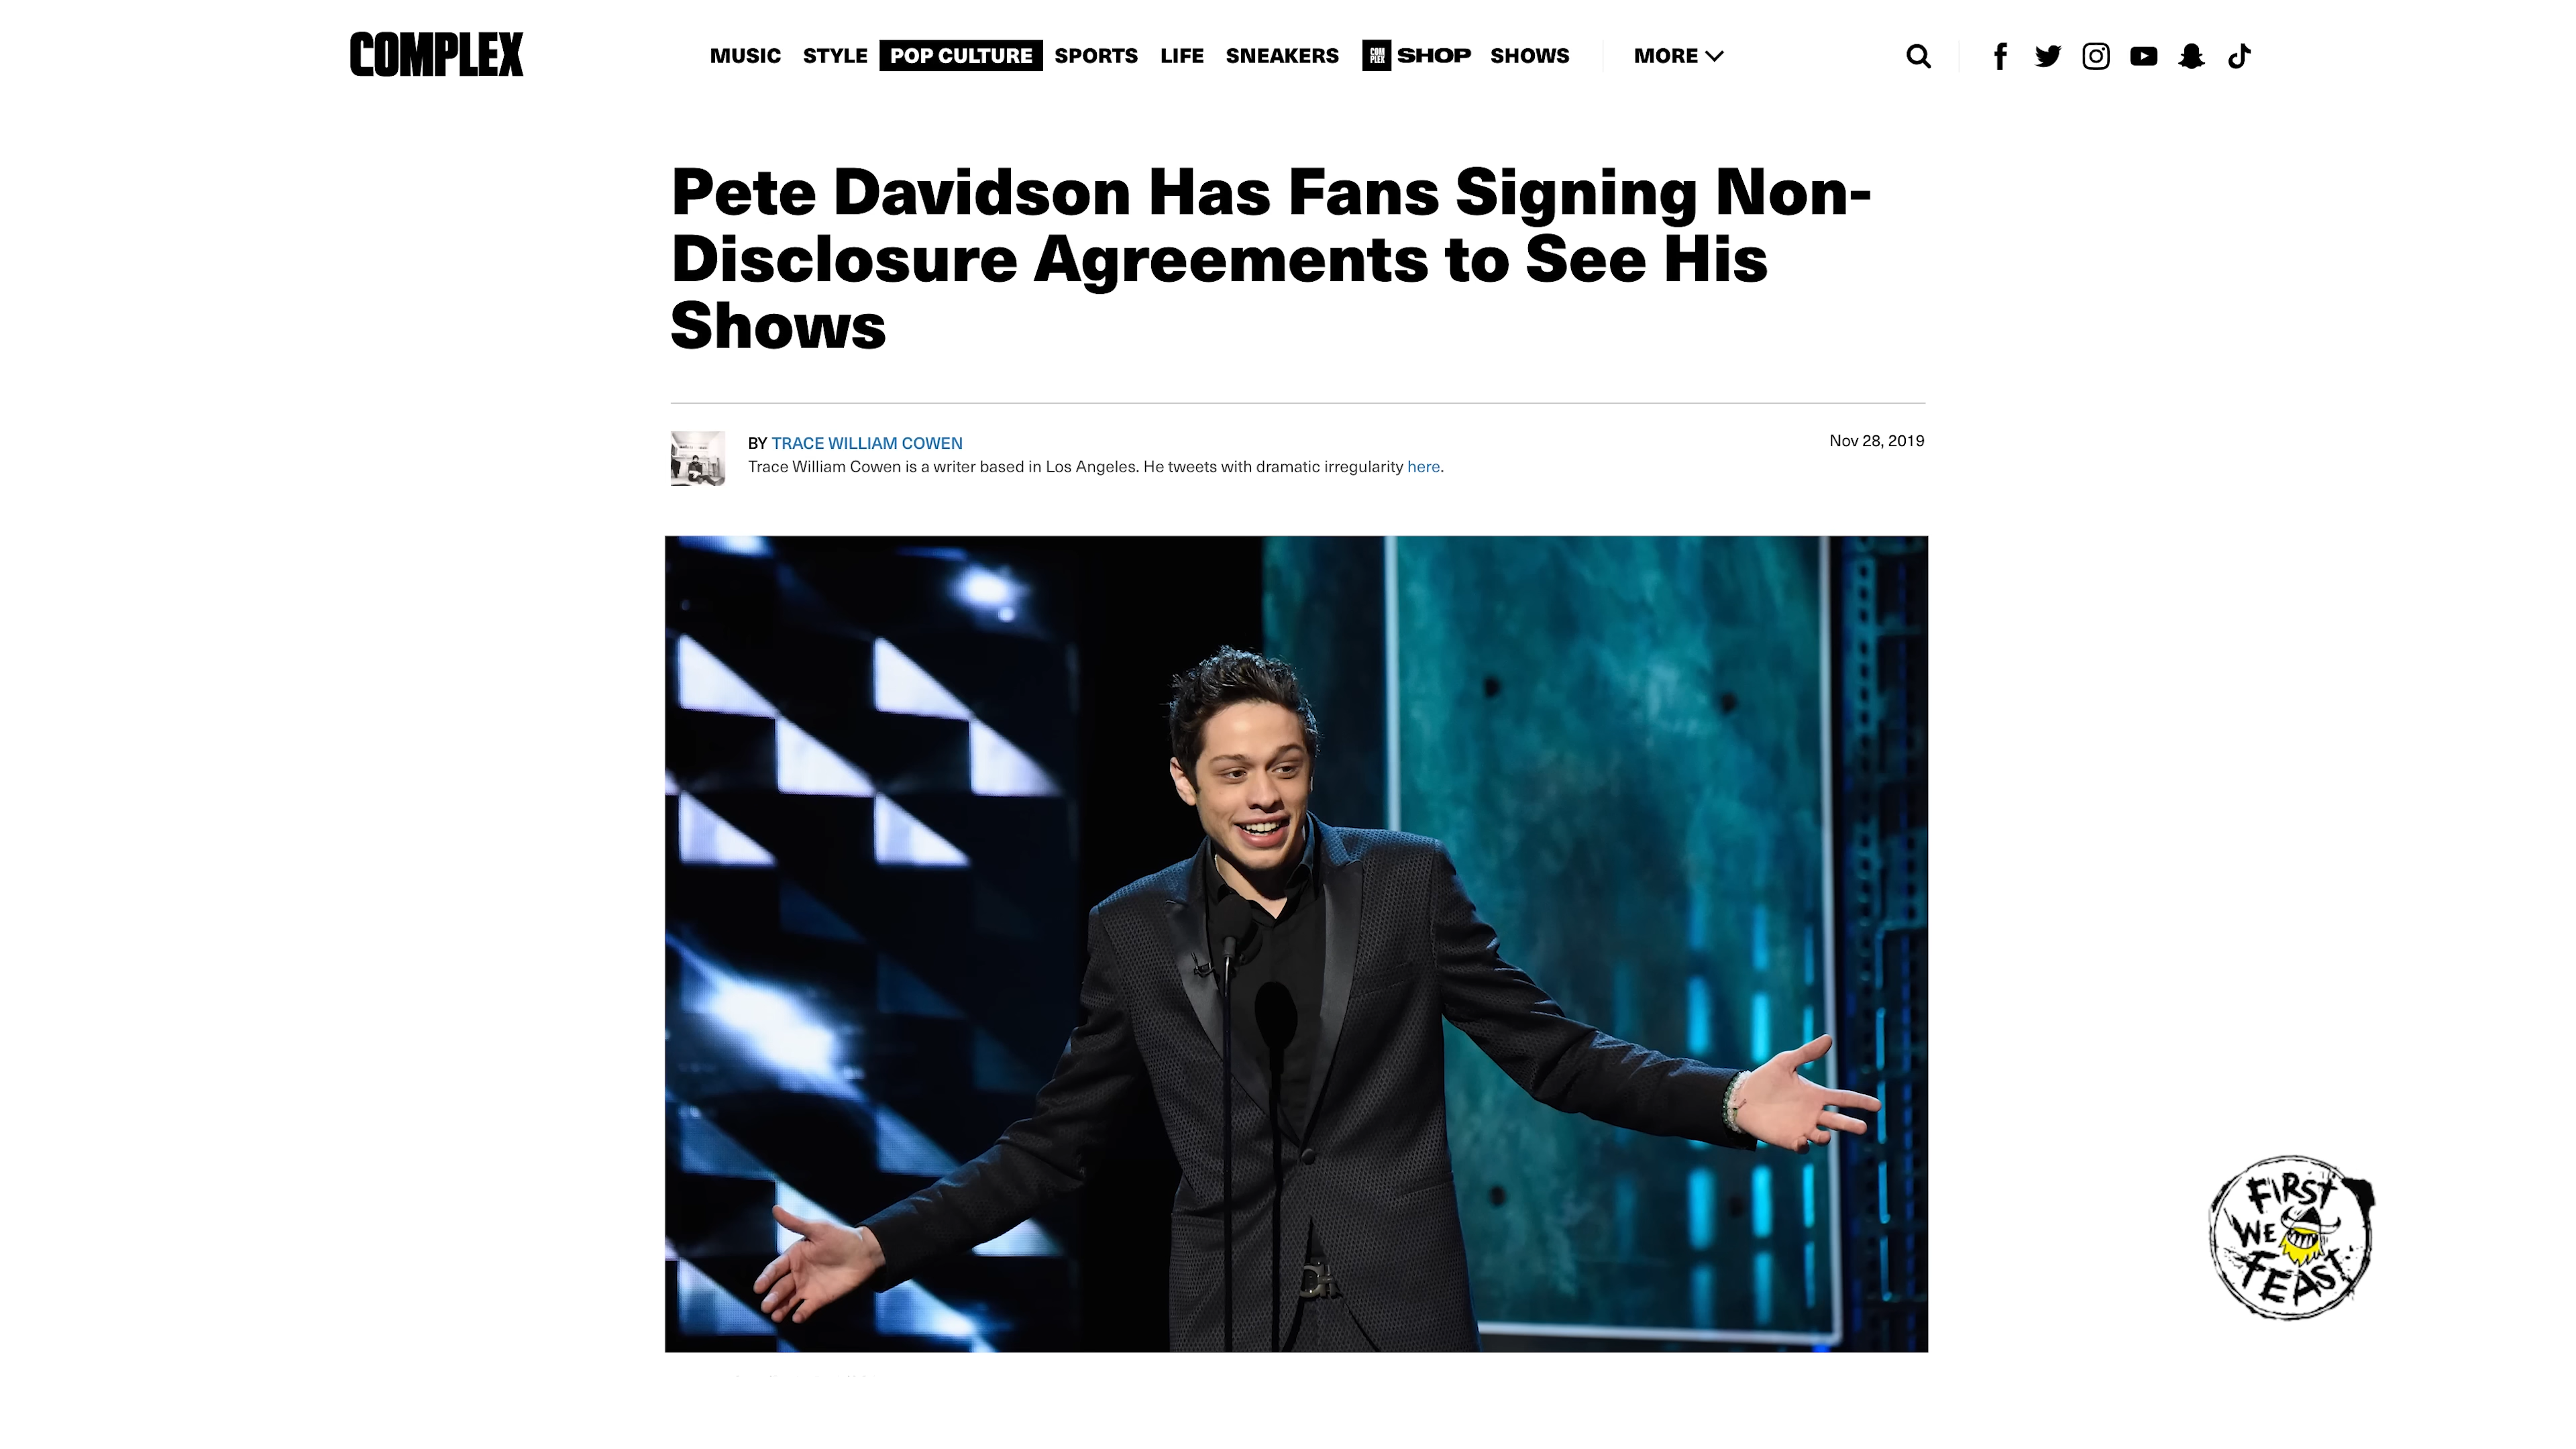 COMPLEX
MUSIC STYLE POP CULTURE SPORTS LIFE SNEAKERS COMPLEX SHOP SHOWS MORE
Pete Davidson Has Fans Signing Non-
Disclosure Agreements to See His
Shows
BY TRACE WILLIAM COWEN
Nov 28, 2019
Trace William Cowen is a writer based in Los Angeles. He tweets with dramatic irregularity here.
FIRST
WE
FEAST